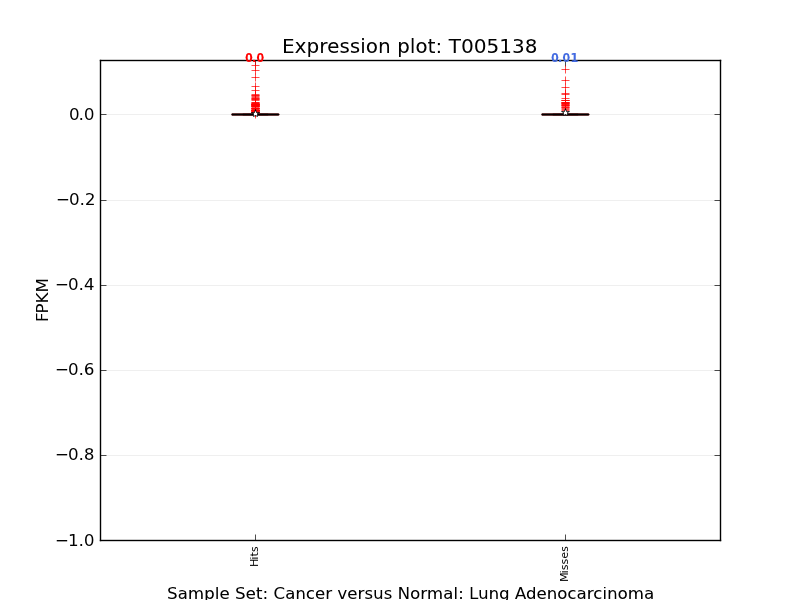 Expression plot: T005138
0.0
0.01
0.0
−0.2
−0.4
−0.6
−0.8
−1.0
FPKM
Hits
Misses
Sample Set: Cancer versus Normal: Lung Adenocarcinoma